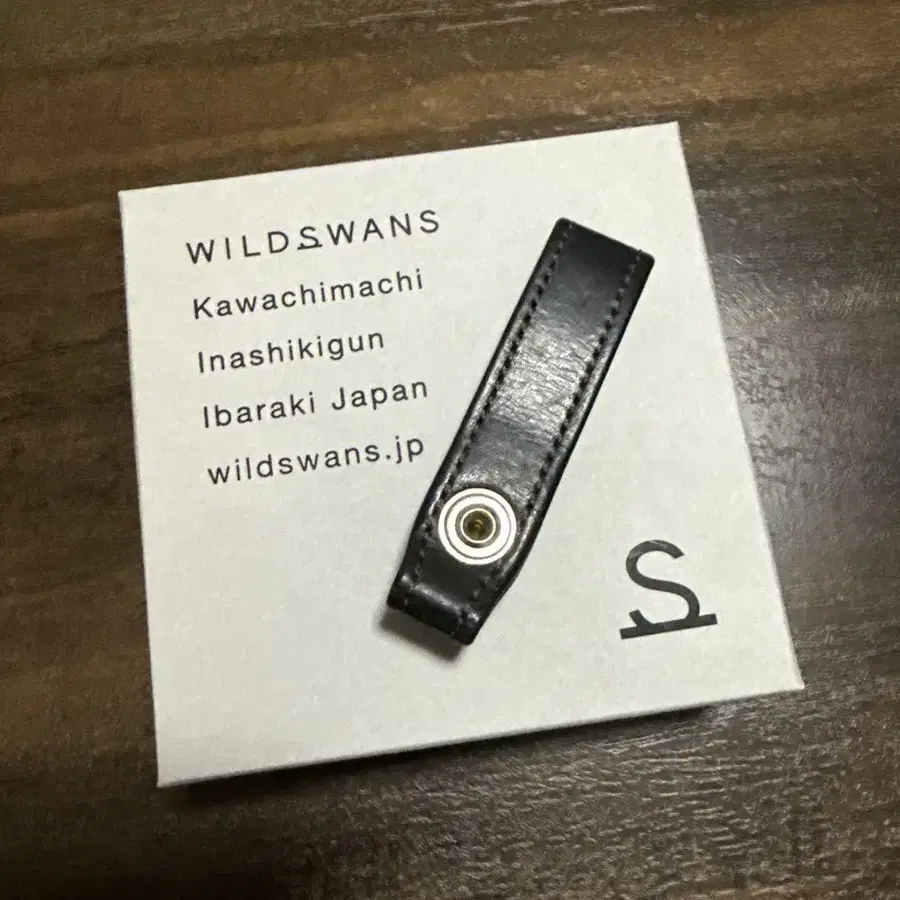 WILDSWANS
Kawachimachi
Inashikigun
Ibaraki Japan
wildswans.jp
S